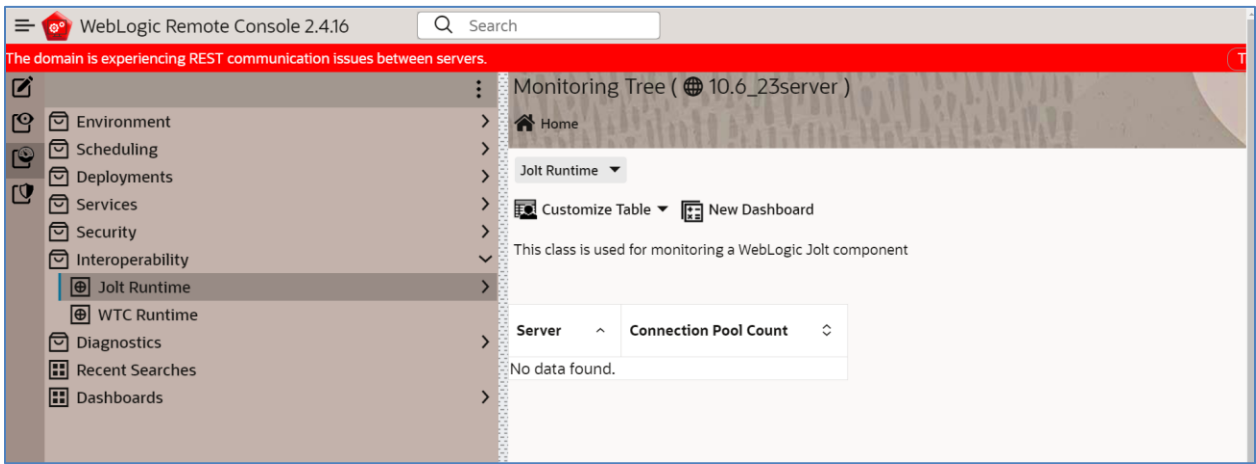 WebLogic Remote Console 2.4.16
Search
The domain is experiencing REST communication issues between servers.
T
Environment
Scheduling
Deployments
Services
Security
Interoperability
Jolt Runtime
WTC Runtime
Diagnostics
Recent Searches
Dashboards
Monitoring Tree ( 10.6_23server )
Home
Jolt Runtime
Customize Table New Dashboard
This class is used for monitoring a WebLogic Jolt component
Server Connection Pool Count
No data found.